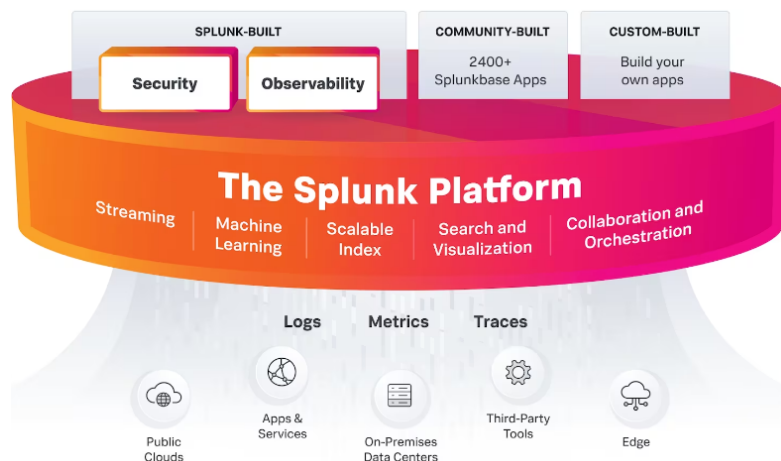 SPLUNK-BUILT
Security
Observability
COMMUNITY-BUILT
2400+
Splunkbase Apps
CUSTOM-BUILT
Build your
own apps
The Splunk Platform
Streaming
Machine
Learning
Scalable
Index
Search and
Visualization
Collaboration and
Orchestration
Logs
Metrics
Traces
Public
Clouds
Apps &
Services
On-Premises
Data Centers
Third-Party
Tools
Edge